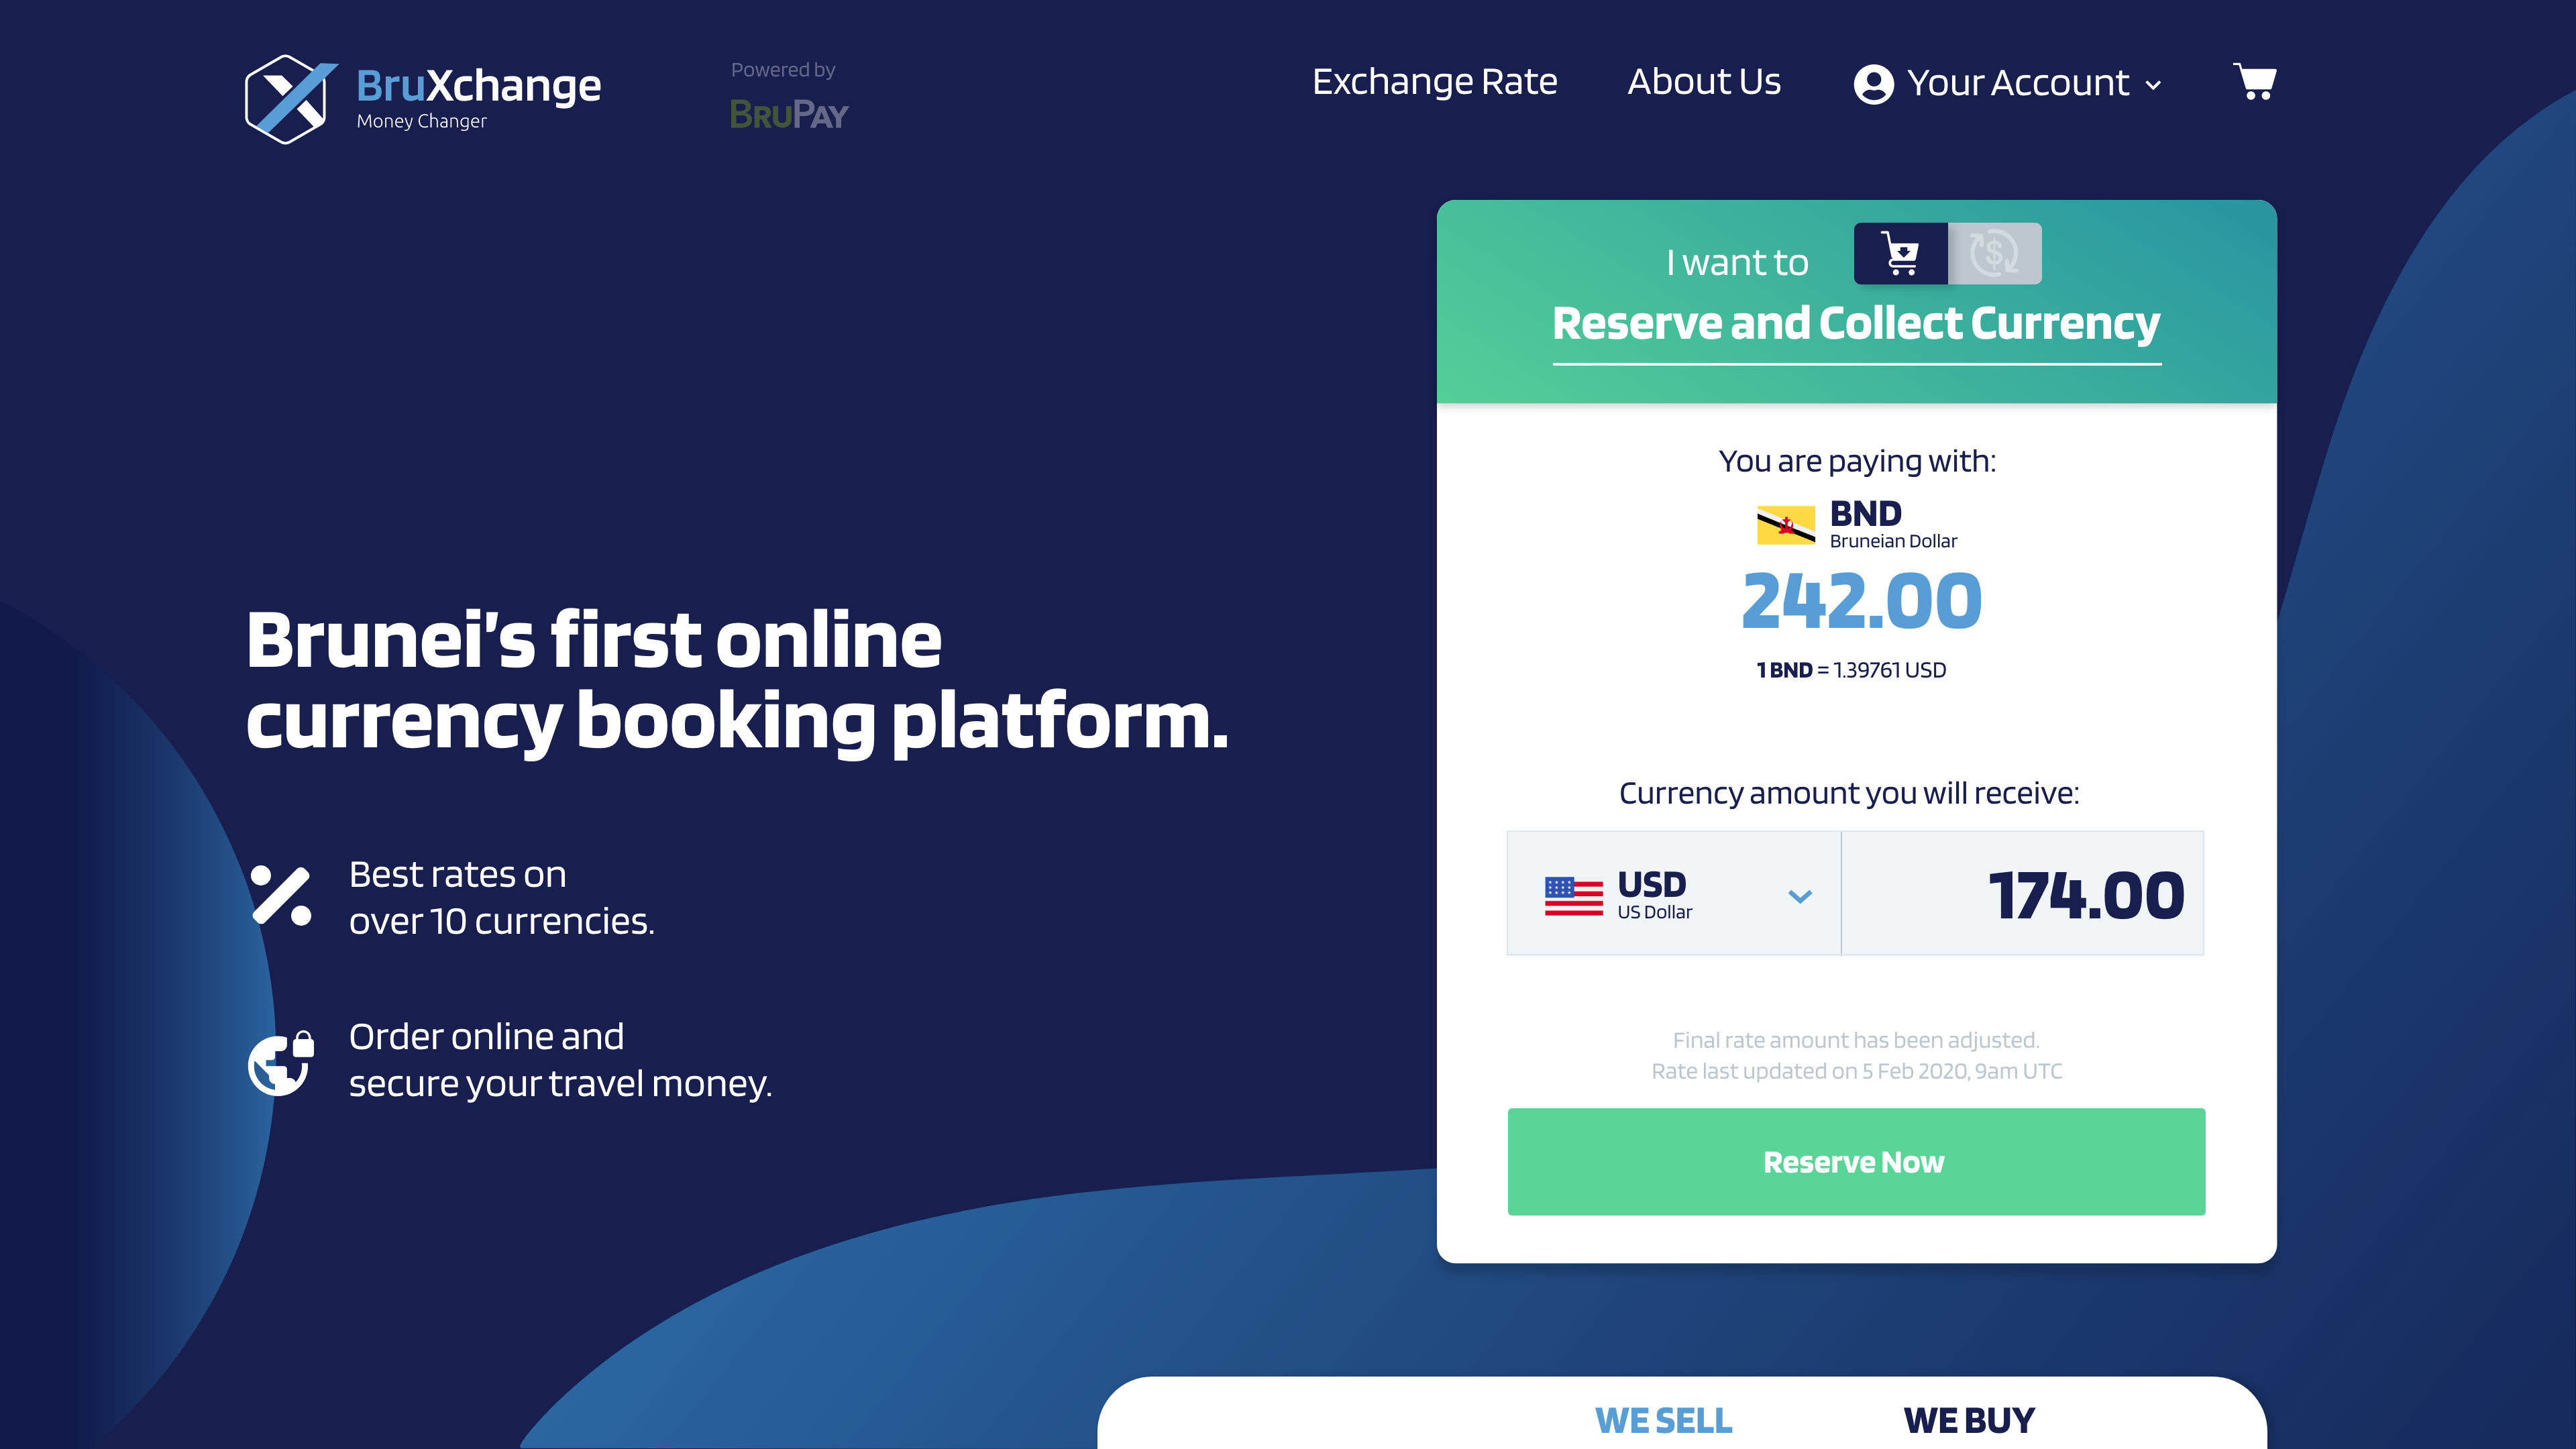 BruXchange
Money Changer
Powered by
BRUPAY
Exchange Rate
About Us
Your Account
I want to
Reserve and Collect Currency
You are paying with:
BND
Bruneian Dollar
242.00
1 BND = 1.39761 USD
Brunei's first online
currency booking platform.
Best rates on
over 10 currencies.
Order online and
secure your travel money.
Currency amount you will receive:
USD
US Dollar
174.00
Final rate amount has been adjusted.
Rate last updated on 5 Feb 2020, 9am UTC
Reserve Now
WE SELL
WE BUY